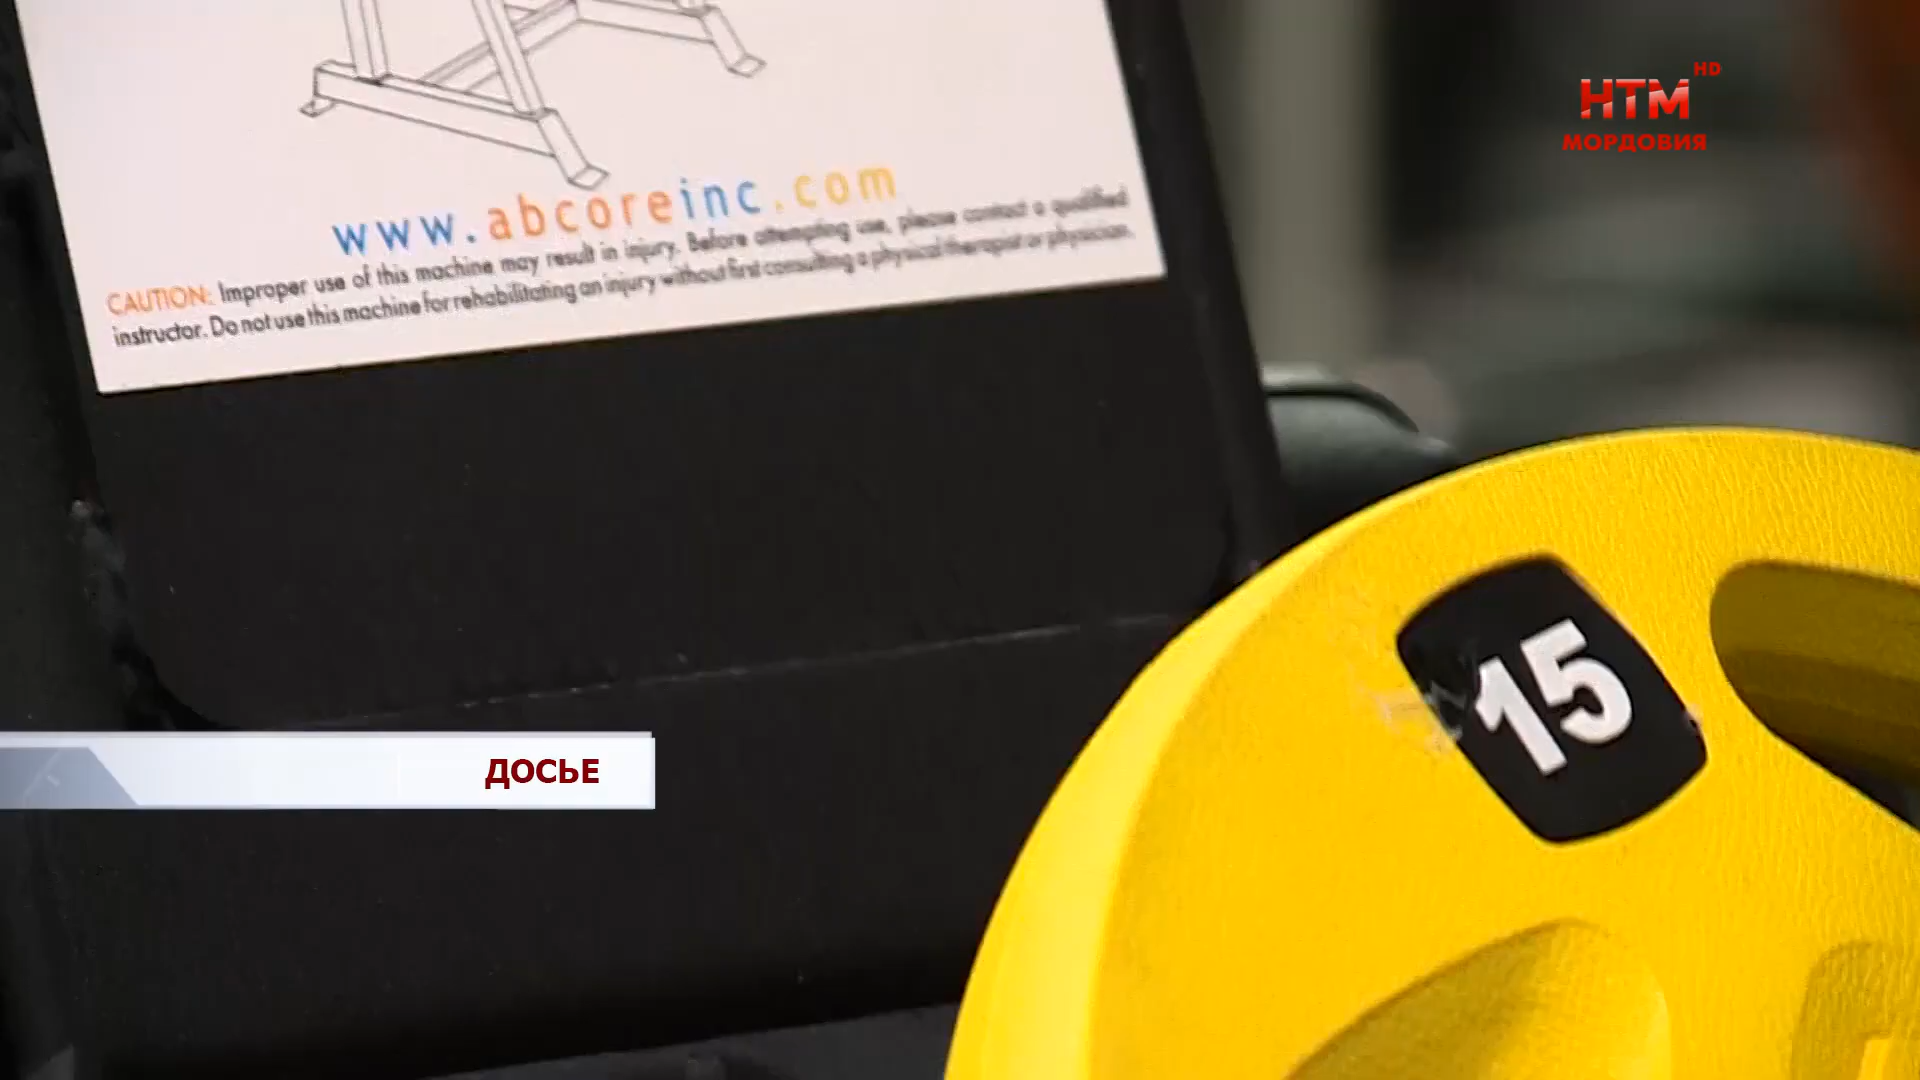 HD
НТМ
МОРДОВИЯ
www.abcoreinc.com
CAUTION: Improper use of this machine may result in injury. Before attempting use, please contact a qualified
instructor. Do not use this machine for rehabilitating an injury without first consulting a physical therapist or physician.
15
ДОСЬЕ